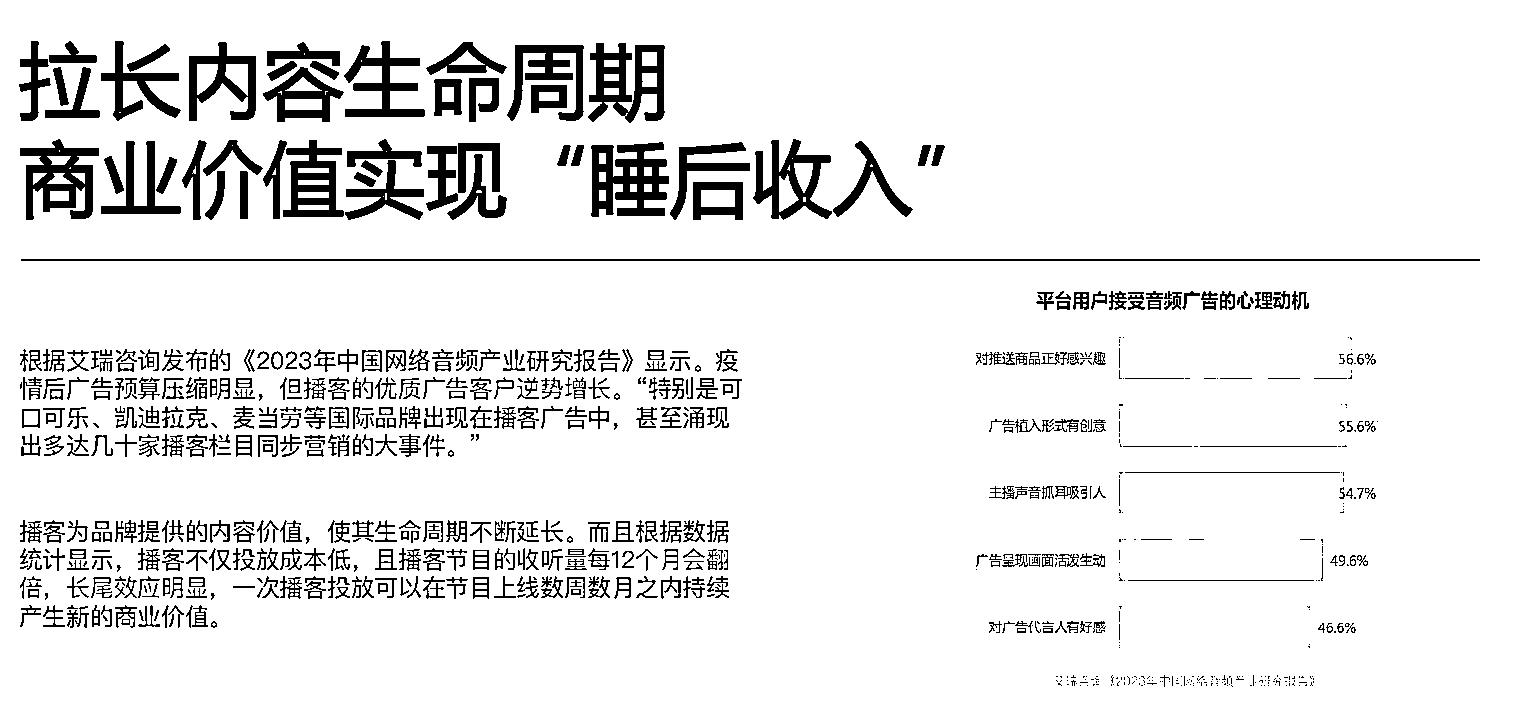 拉长内容生命周期
商业价值实现“睡后收入”
根据艾瑞咨询发布的《2023年中国网络音频产业研究报告》显示。疫
情后广告预算压缩明显，但播客的优质广告客户逆势增长。“特别是可
口可乐、凯迪拉克、麦当劳等国际品牌出现在播客广告中，甚至涌现
出多达几十家播客栏目同步营销的大事件。”
播客为品牌提供的内容价值，使其生命周期不断延长。而且根据数据
统计显示，播客不仅投放成本低，且播客节目的收听量每12个月会翻
倍，长尾效应明显，一次播客投放可以在节目上线数周数月之内持续
产生新的商业价值。
平台用户接受音频广告的心理动机
对推送商品正好感兴趣 56.6%
广告植入形式有创意 55.6%
主播声音抓耳吸引人 54.7%
广告呈现画面活泼生动 49.6%
对广告代言人有好感 46.6%
艾瑞咨询《2023年中国网络音频产业研究报告》